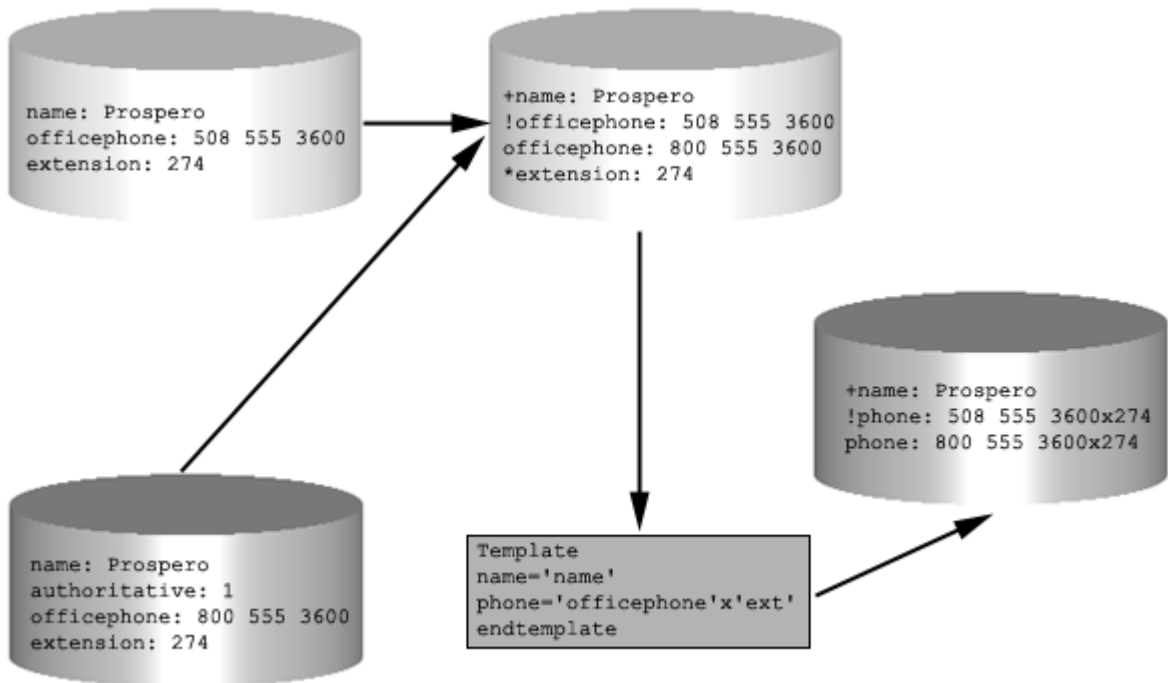 name: Prospero
officephone: 508 555 3600
extension: 274
+name: Prospero
!officephone: 508 555 3600
officephone: 800 555 3600
*extension: 274
+name: Prospero
!phone: 508 555 3600x274
phone: 800 555 3600x274
name: Prospero
authoritative: 1
officephone: 800 555 3600
extension: 274
Template
name='name'
phone='officephone'x'ext'
endtemplate